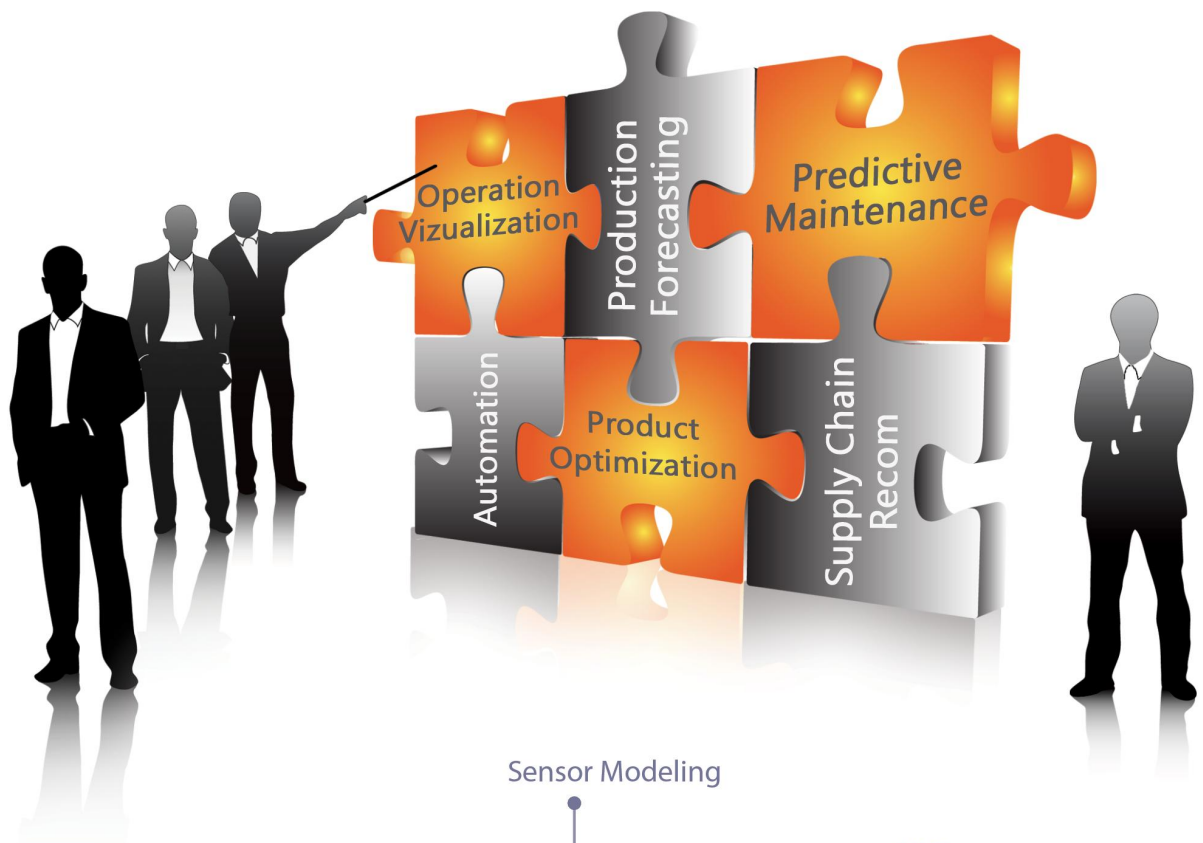 Operation
Vizualization
Production
Forecasting
Predictive
Maintenance
Automation
Product
Optimization
Supply Chain
Recom
Sensor Modeling